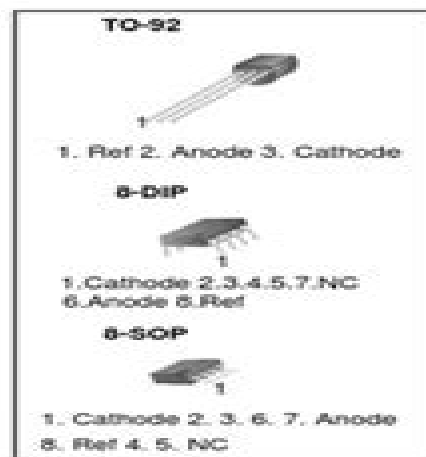 TO-92
1
1. Ref 2. Anode 3. Cathode
8-DIP
1
1.Cathode 2.3.4.5.7.NC
6.Anode 8.Ref
8-SOP
1
1. Cathode 2. 3. 6. 7. Anode
8. Ref 4. 5. NC